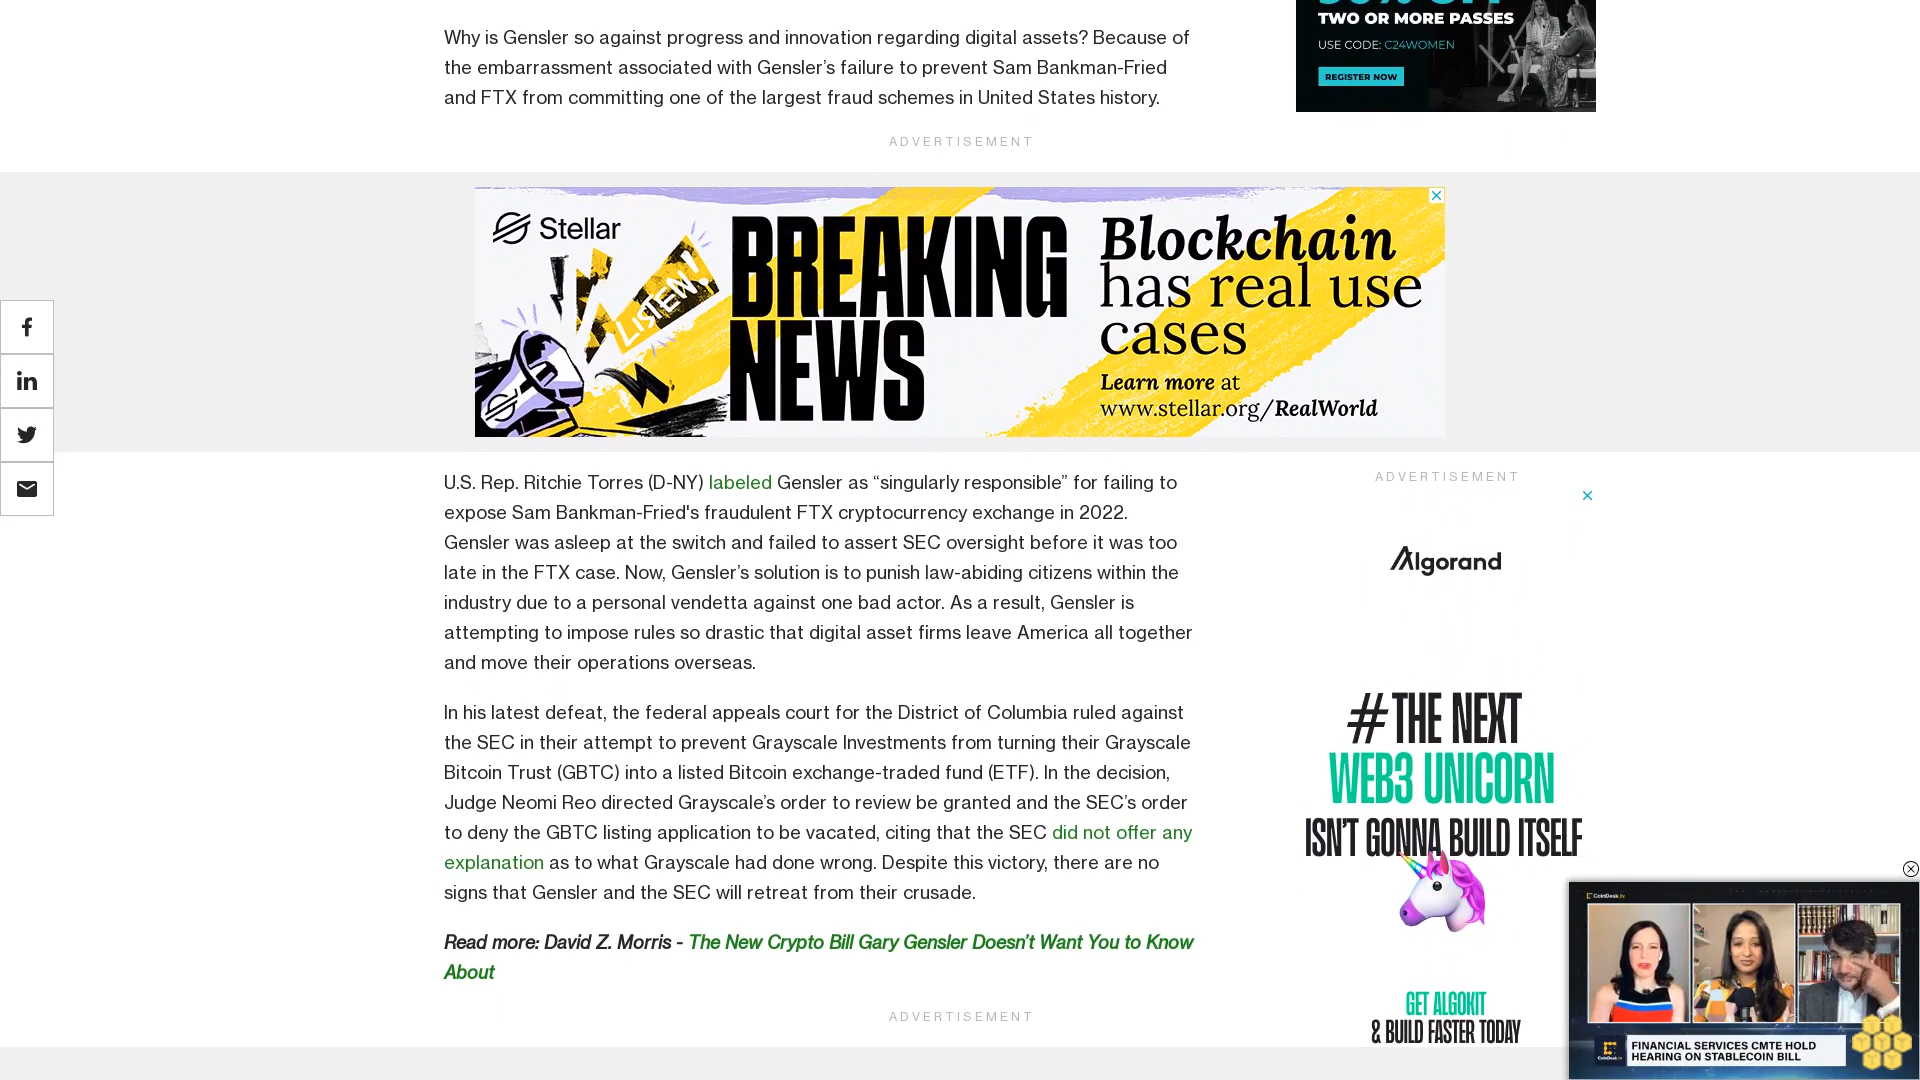 TWO OR MORE PASSES
USE CODE: C24WOMEN
REGISTER NOW
Why is Gensler so against progress and innovation regarding digital assets? Because of
the embarrassment associated with Gensler’s failure to prevent Sam Bankman-Fried
and FTX from committing one of the largest fraud schemes in United States history.
ADVERTISEMENT
Stellar
LISTEN!
BREAKING
NEWS
Blockchain
has real use
cases
Learn more at
www.stellar.org/RealWorld
U.S. Rep. Ritchie Torres (D-NY) labeled Gensler as “singularly responsible” for failing to
expose Sam Bankman-Fried's fraudulent FTX cryptocurrency exchange in 2022.
Gensler was asleep at the switch and failed to assert SEC oversight before it was too
late in the FTX case. Now, Gensler’s solution is to punish law-abiding citizens within the
industry due to a personal vendetta against one bad actor. As a result, Gensler is
attempting to impose rules so drastic that digital asset firms leave America all together
and move their operations overseas.
In his latest defeat, the federal appeals court for the District of Columbia ruled against
the SEC in their attempt to prevent Grayscale Investments from turning their Grayscale
Bitcoin Trust (GBTC) into a listed Bitcoin exchange-traded fund (ETF). In the decision,
Judge Neomi Reo directed Grayscale’s order to review be granted and the SEC’s order
to deny the GBTC listing application to be vacated, citing that the SEC did not offer any
explanation as to what Grayscale had done wrong. Despite this victory, there are no
signs that Gensler and the SEC will retreat from their crusade.
Read more: David Z. Morris - The New Crypto Bill Gary Gensler Doesn’t Want You to Know
About
ADVERTISEMENT
ADVERTISEMENT
Algorand
#THE NEXT
WEB3 UNICORN
ISN'T GONNA BUILD ITSELF
GET ALGOKIT
& BUILD FASTER TODAY
CoinDesk.tv
FINANCIAL SERVICES CMTE HOLD
HEARING ON STABLECOIN BILL
CoinDesk.tv